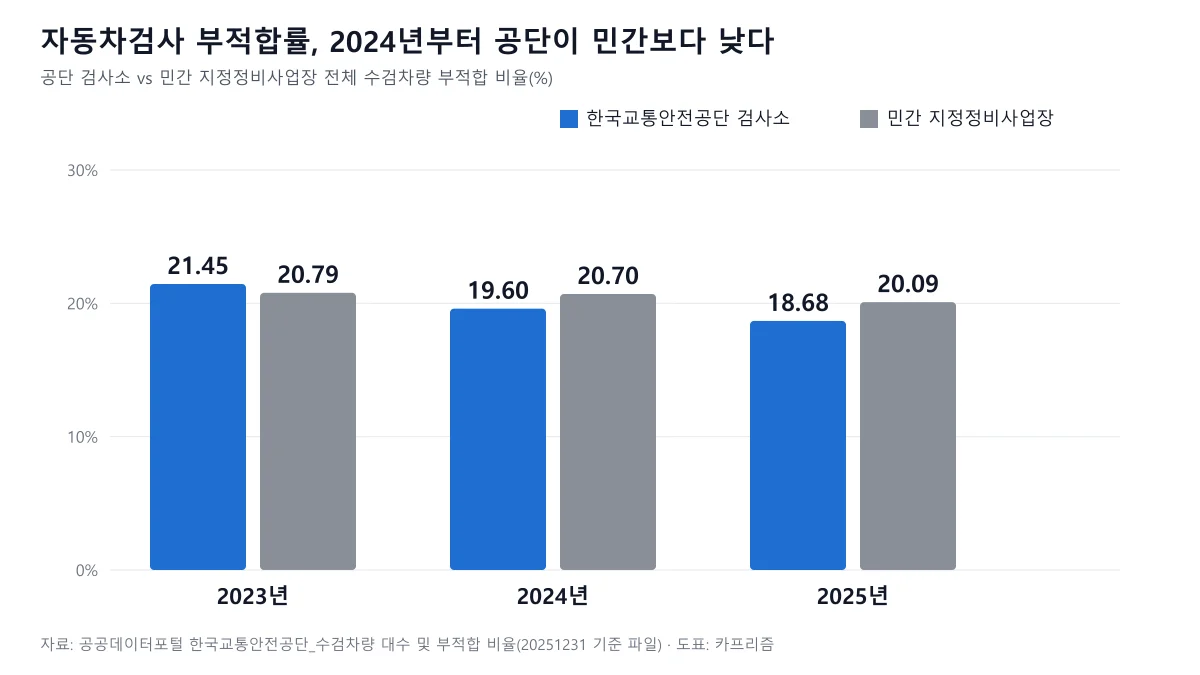 자동차검사 부적합률, 2024년부터 공단이 민간보다 낮다
공단 검사소 vs 민간 지정정비사업장 전체 수검차량 부적합 비율(%)
한국교통안전공단 검사소 민간 지정정비사업장
30%
20%
10%
0%
21.45 20.79 19.60 20.70 18.68 20.09
2023년 2024년 2025년
자료: 공공데이터포털 한국교통안전공단_수검차량 대수 및 부적합 비율(20251231 기준 파일) · 도표: 카프리즘